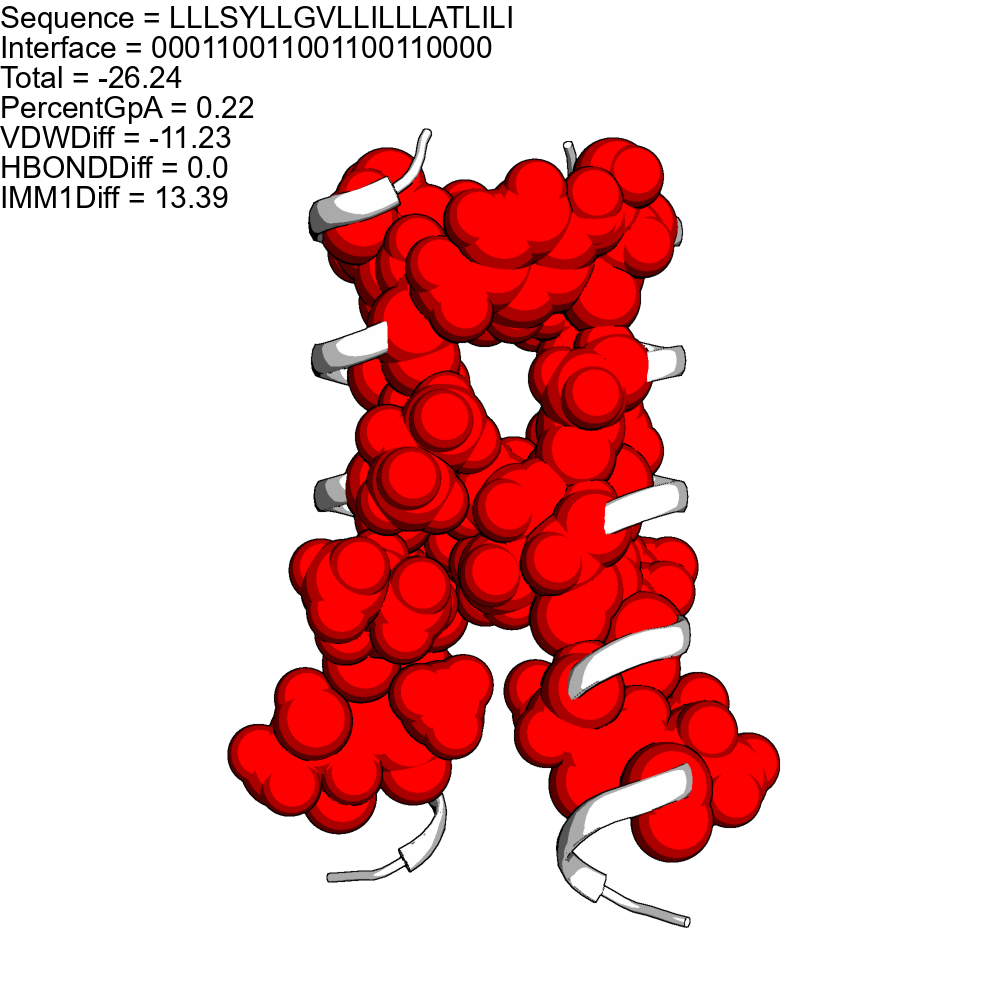 Sequence = LLLSYLLGVLLILLLATLILI
Interface = 000110011001100110000
Total = -26.24
PercentGpA = 0.22
VDWDiff = -11.23
HBONDDiff = 0.0
IMM1Diff = 13.39